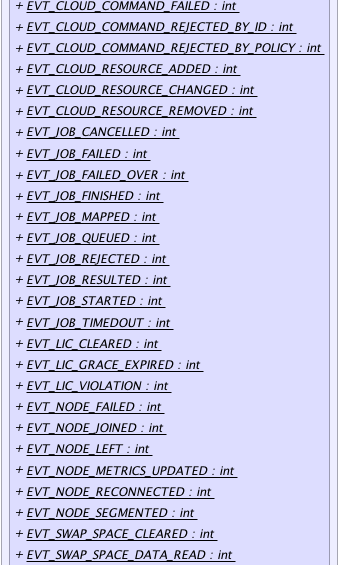 + EVT_CLOUD_COMMAND_FAILED : int
+ EVT_CLOUD_COMMAND_REJECTED_BY_ID : int
+ EVT_CLOUD_COMMAND_REJECTED_BY_POLICY : int
+ EVT_CLOUD_RESOURCE_ADDED : int
+ EVT_CLOUD_RESOURCE_CHANGED : int
+ EVT_CLOUD_RESOURCE_REMOVED : int
+ EVT_JOB_CANCELLED : int
+ EVT_JOB_FAILED : int
+ EVT_JOB_FAILED_OVER : int
+ EVT_JOB_FINISHED : int
+ EVT_JOB_MAPPED : int
+ EVT_JOB_QUEUED : int
+ EVT_JOB_REJECTED : int
+ EVT_JOB_RESULTED : int
+ EVT_JOB_STARTED : int
+ EVT_JOB_TIMEDOUT : int
+ EVT_LIC_CLEARED : int
+ EVT_LIC_GRACE_EXPIRED : int
+ EVT_LIC_VIOLATION : int
+ EVT_NODE_FAILED : int
+ EVT_NODE_JOINED : int
+ EVT_NODE_LEFT : int
+ EVT_NODE_METRICS_UPDATED : int
+ EVT_NODE_RECONNECTED : int
+ EVT_NODE_SEGMENTED : int
+ EVT_SWAP_SPACE_CLEARED : int
+ EVT_SWAP_SPACE_DATA_READ : int